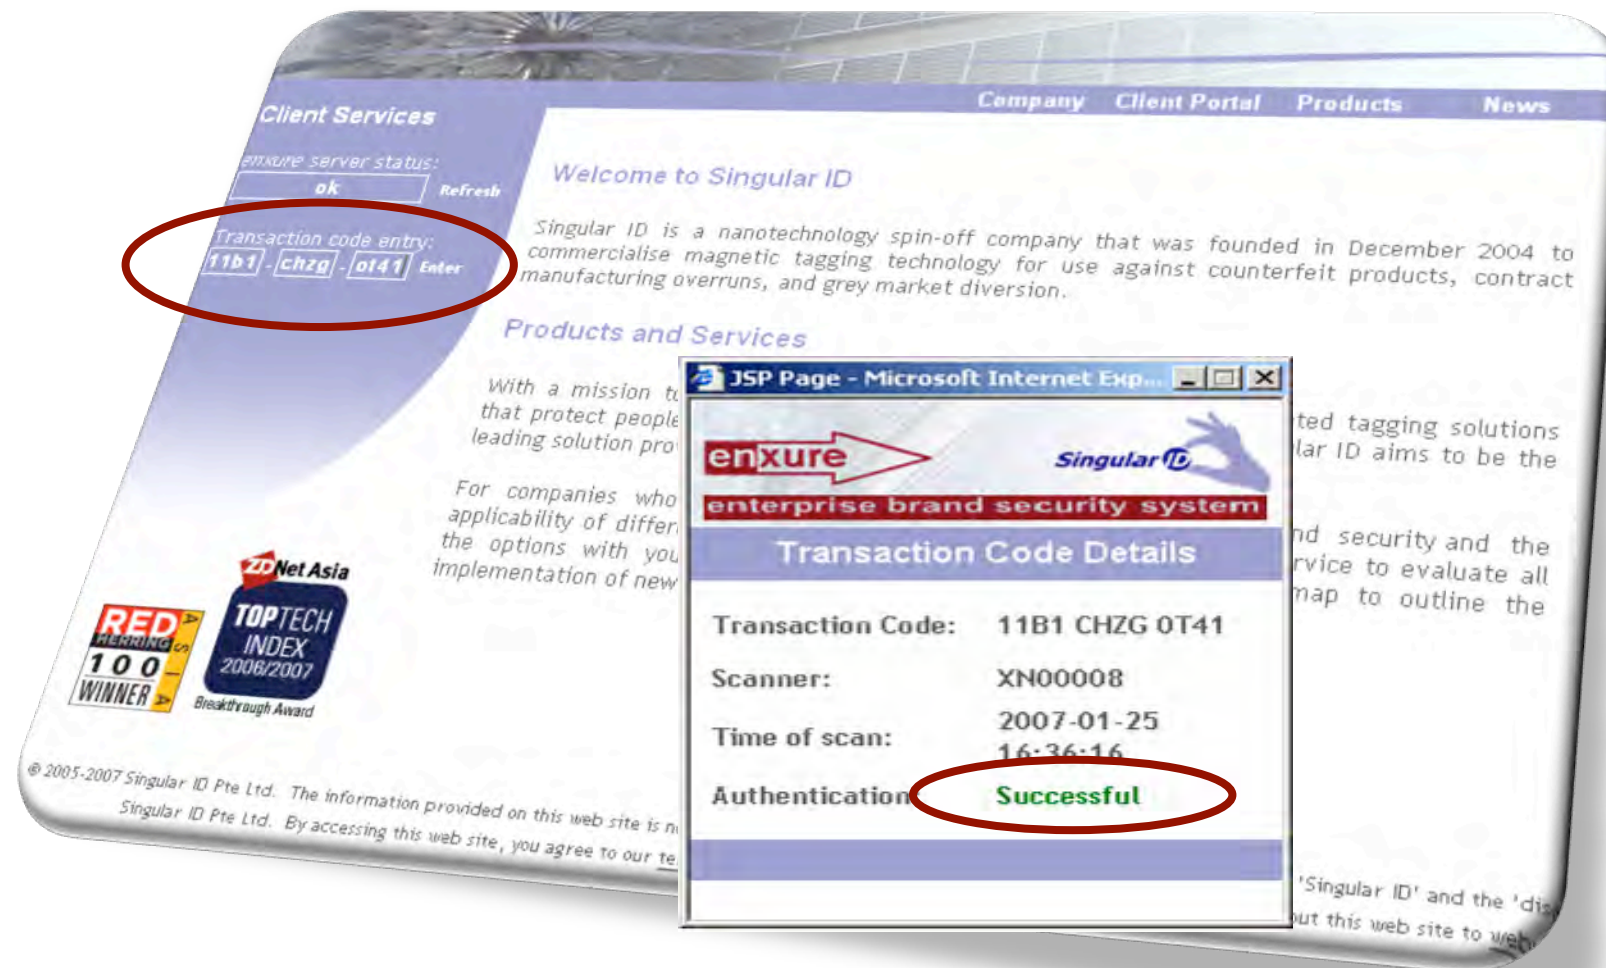 Company Client Portal Products News
Client Services
enxure server status:
ok Refresh
Transaction code entry:
11b1 - chzg - 0t41 Enter
Welcome to Singular ID
Singular ID is a nanotechnology spin-off company that was founded in December 2004 to
commercialise magnetic tagging technology for use against counterfeit products, contract
manufacturing overruns, and grey market diversion.
Products and Services
With a mission to
that protect people ted tagging solutions
leading solution pro lar ID aims to be the
For companies who nd security and the
applicability of differ rvice to evaluate all
the options with you map to outline the
implementation of new
ZDNet Asia
TOPTECH
INDEX
2006/2007
Breakthrough Award
RED
HERRING
100
WINNER
ASIA
© 2005-2007 Singular ID Pte Ltd. The information provided on this web site is n
Singular ID Pte Ltd. By accessing this web site, you agree to our te
'Singular ID' and the 'dis
out this web site to web
JSP Page - Microsoft Internet Exp...
enxure
Singular ID
enterprise brand security system
Transaction Code Details
Transaction Code: 11B1 CHZG 0T41
Scanner: XN00008
Time of scan: 2007-01-25
16:36:16
Authentication: Successful